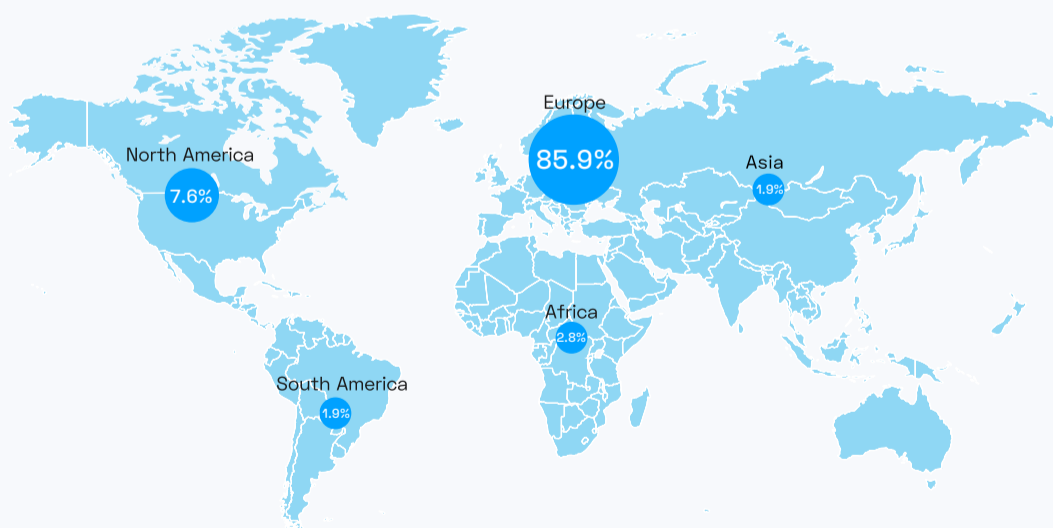 Europe
85.9%
North America
7.6%
Asia
1.9%
Africa
2.8%
South America
1.9%